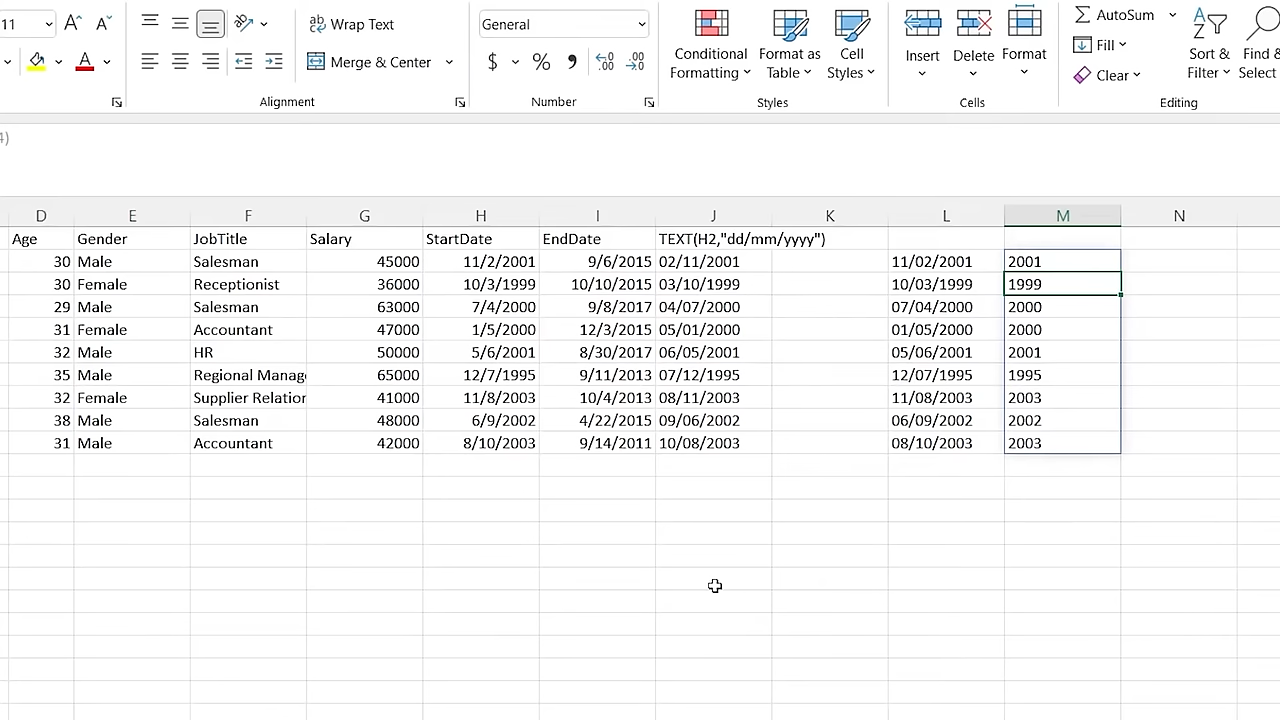 11 A A Wrap Text General Insert Delete Format AutoSum
A Merge & Center $ % , .00 .00 Conditional Formatting Format as Table Cell Styles Fill Sort & Filter Find & Select
Clear
Alignment Number Styles Cells Editing
4)
D E F G H I J K L M N
Age Gender JobTitle Salary StartDate EndDate TEXT(H2,"dd/mm/yyyy")
30 Male Salesman 45000 11/2/2001 9/6/2015 02/11/2001 11/02/2001 2001
30 Female Receptionist 36000 10/3/1999 10/10/2015 03/10/1999 10/03/1999 1999
29 Male Salesman 63000 7/4/2000 9/8/2017 04/07/2000 07/04/2000 2000
31 Female Accountant 47000 1/5/2000 12/3/2015 05/01/2000 01/05/2000 2000
32 Male HR 50000 5/6/2001 8/30/2017 06/05/2001 05/06/2001 2001
35 Male Regional Manag 65000 12/7/1995 9/11/2013 07/12/1995 12/07/1995 1995
32 Female Supplier Relation 41000 11/8/2003 10/4/2013 08/11/2003 11/08/2003 2003
38 Male Salesman 48000 6/9/2002 4/22/2015 09/06/2002 06/09/2002 2002
31 Male Accountant 42000 8/10/2003 9/14/2011 10/08/2003 08/10/2003 2003